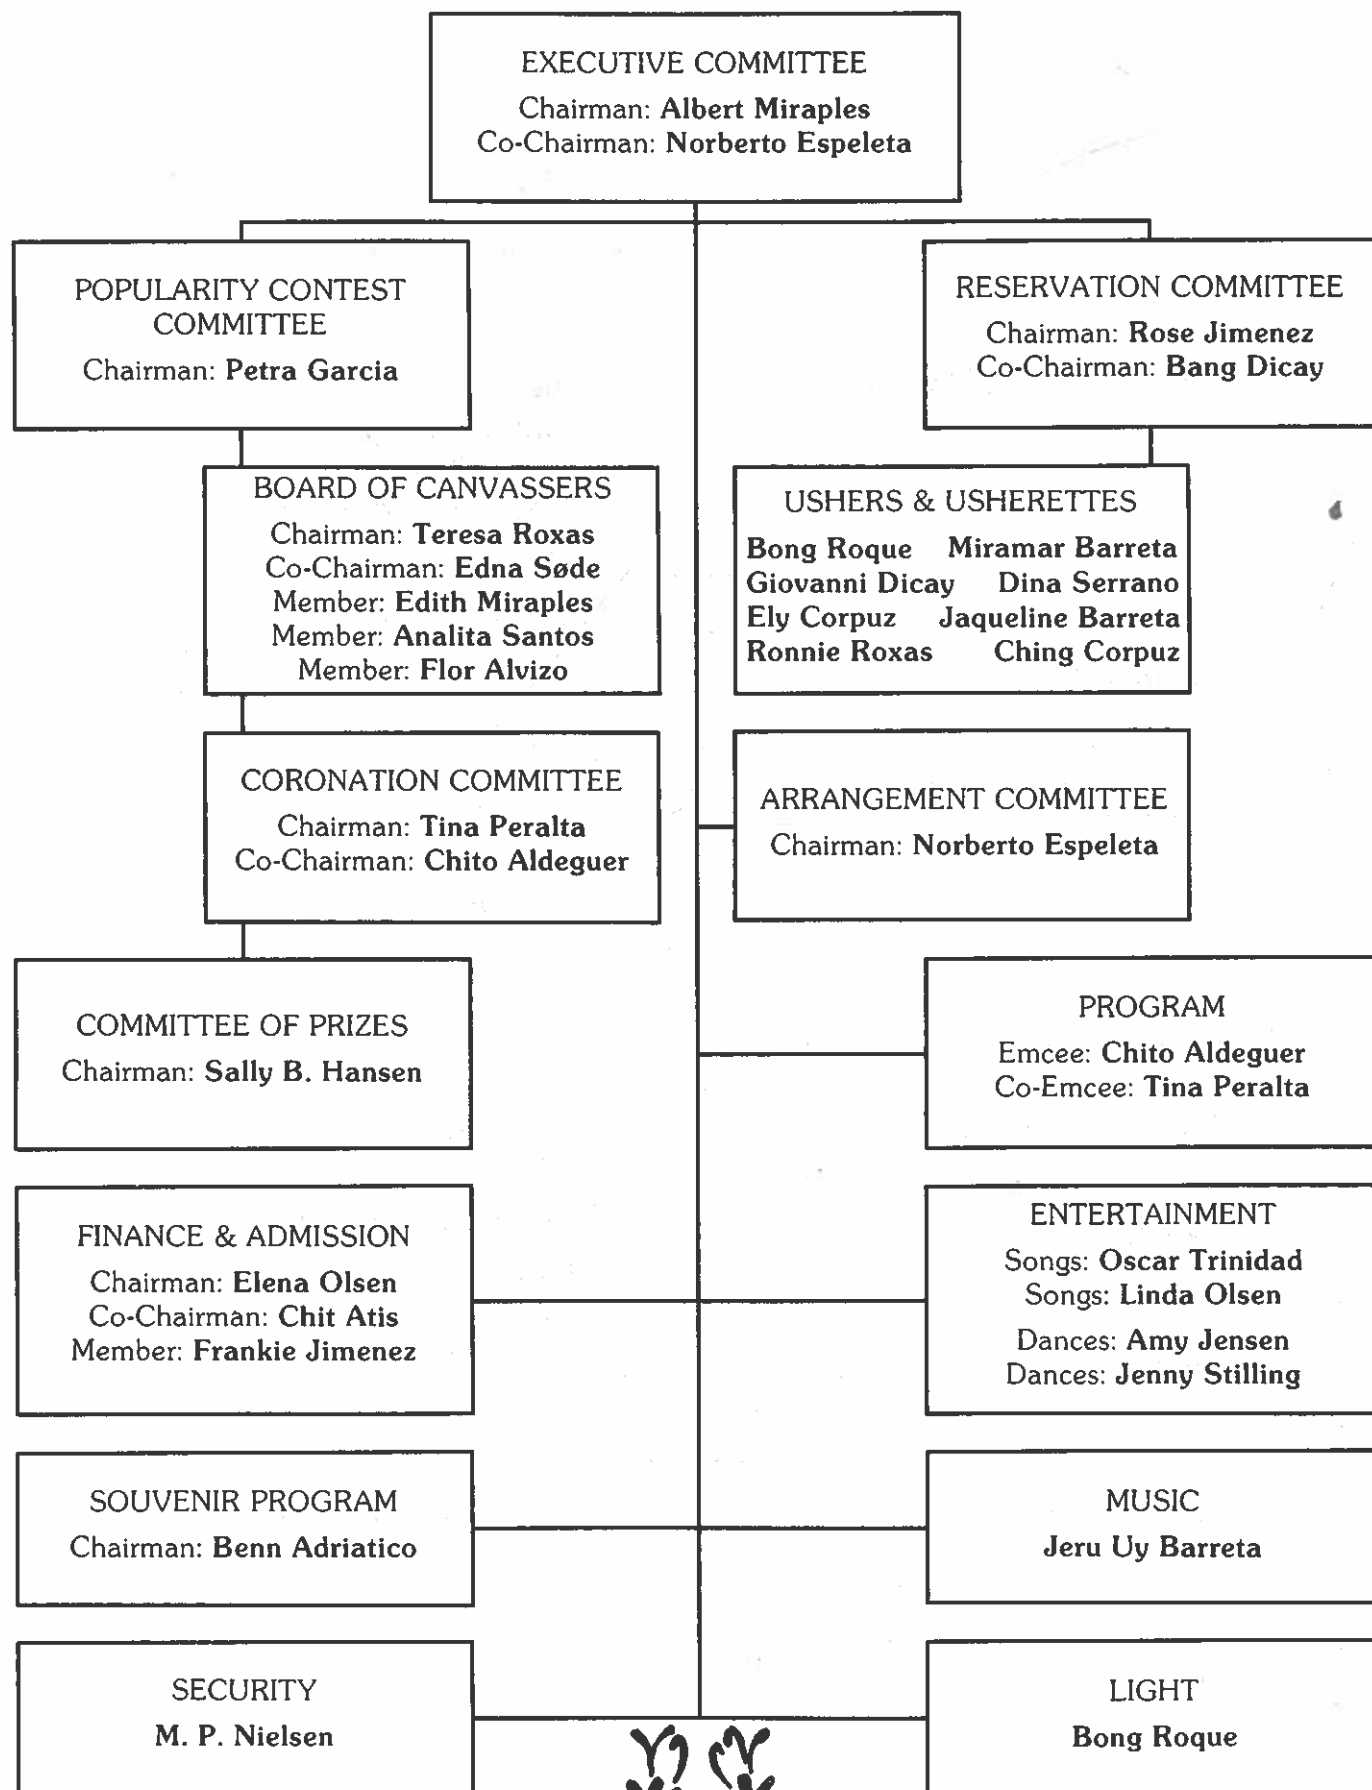 EXECUTIVE COMMITTEE
Chairman: Albert Miraples
Co-Chairman: Norberto Espeleta
POPULARITY CONTEST
COMMITTEE
Chairman: Petra Garcia
RESERVATION COMMITTEE
Chairman: Rose Jimenez
Co-Chairman: Bang Dicay
BOARD OF CANVASSERS
Chairman: Teresa Roxas
Co-Chairman: Edna Søde
Member: Edith Miraples
Member: Analita Santos
Member: Flor Alvizo
USHERS & USHERETTES
Bong Roque Miramar Barreta
Giovanni Dicay Dina Serrano
Ely Corpuz Jaqueline Barreta
Ronnie Roxas Ching Corpuz
CORONATION COMMITTEE
Chairman: Tina Peralta
Co-Chairman: Chito Aldeguer
ARRANGEMENT COMMITTEE
Chairman: Norberto Espeleta
COMMITTEE OF PRIZES
Chairman: Sally B. Hansen
PROGRAM
Emcee: Chito Aldeguer
Co-Emcee: Tina Peralta
FINANCE & ADMISSION
Chairman: Elena Olsen
Co-Chairman: Chit Atis
Member: Frankie Jimenez
ENTERTAINMENT
Songs: Oscar Trinidad
Songs: Linda Olsen
Dances: Amy Jensen
Dances: Jenny Stilling
SOUVENIR PROGRAM
Chairman: Benn Adriatico
MUSIC
Jeru Uy Barreta
SECURITY
M. P. Nielsen
LIGHT
Bong Roque